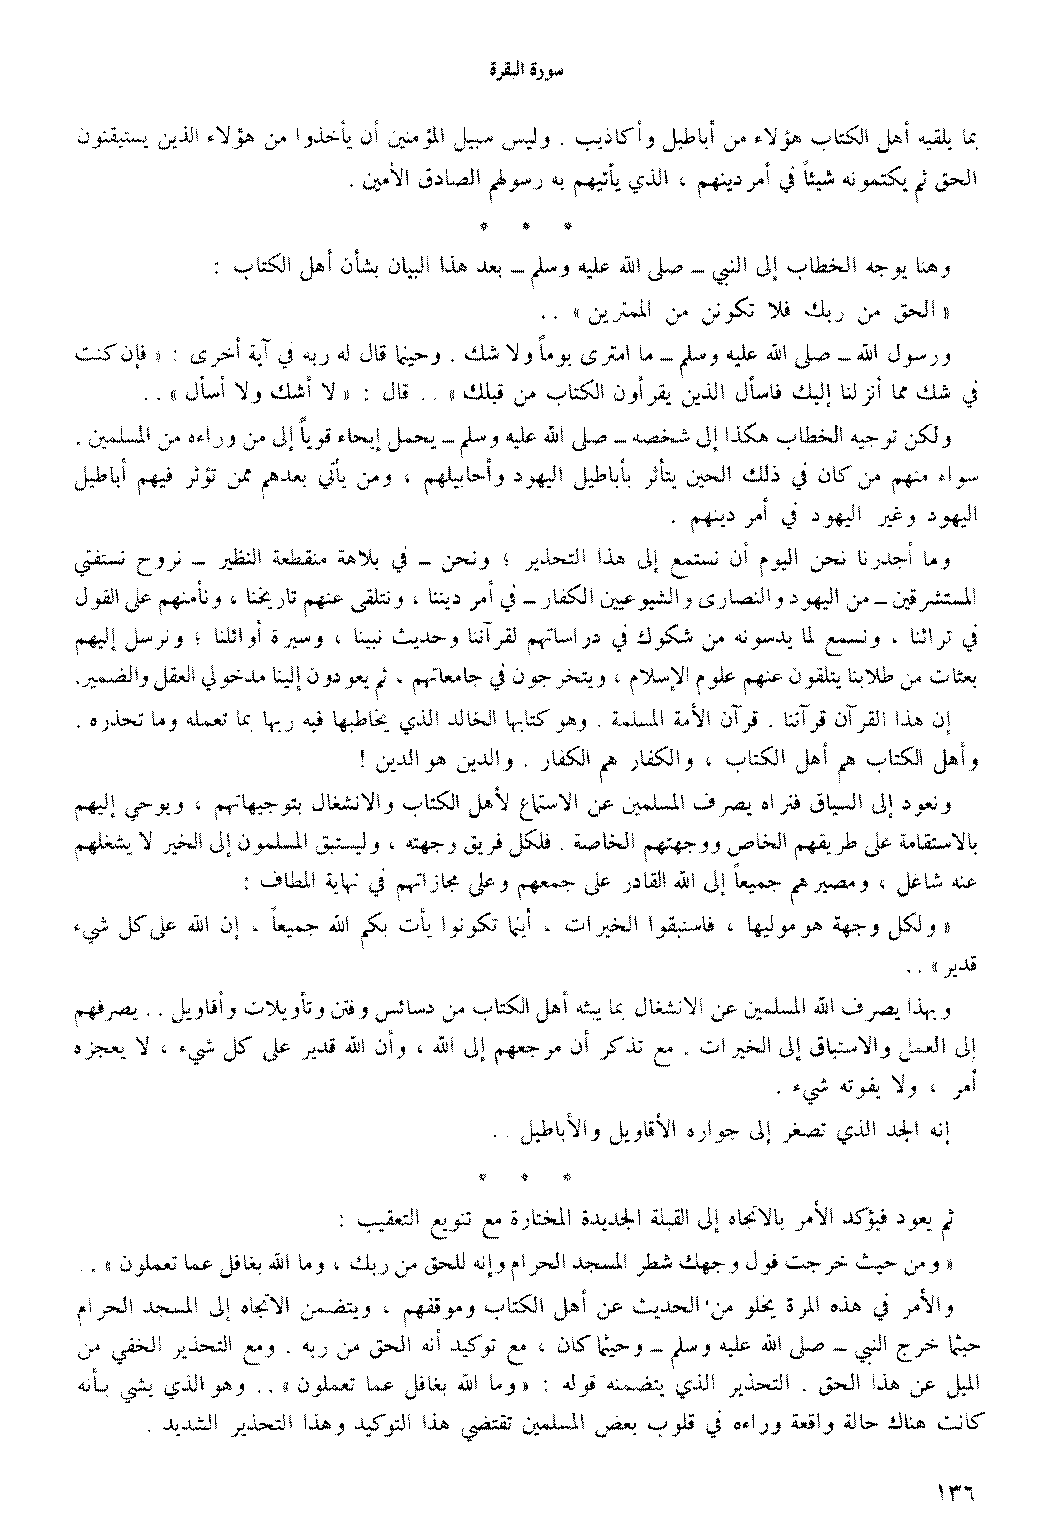 سورة البقرة
بما يلقيه أهل الكتاب هؤلاء من أباطيل وأكاذيب . وليس سبيل المؤمنين أن يأخذوا من هؤلاء الذين يستيقنون
الحق ثم يكتمونه شيئاً في أمر دينهم ، الذي يأتيهم به رسولهم الصادق الأمين .
* * *
وهنا يوجه الخطاب إلى النبي – صلى الله عليه وسلم – بعد هذا البيان بشأن أهل الكتاب :
« الحق من ربك فلا تكونن من الممترين » . .
ورسول الله – صلى الله عليه وسلم – ما امترى يوماً ولا شك . وحينما قال له ربه في آية أخرى : « فإن كنت
في شك مما أنزلنا إليك فاسأل الذين يقرأون الكتاب من قبلك » . . قال : « لا أشك ولا أسأل » . .
ولكن توجيه الخطاب هكذا إلى شخصه – صلى الله عليه وسلم – يحمل إيحاء قوياً إلى من وراءه من المسلمين .
سواء منهم من كان في ذلك الحين يتأثر بأباطيل اليهود وأحابيلهم ، ومن يأتي بعدهم ممن تؤثر فيهم أباطيل
اليهود وغير اليهود في أمر دينهم .
وما أجدرنا نحن اليوم أن نستمع إلى هذا التحذير ؛ ونحن – في بلاهة منقطعة النظير – نروح نستفتي
المستشرقين – من اليهود والنصارى والشيوعيين الكفار – في أمر ديننا ، ونتلقى عنهم تاريخنا ، ونأمنهم على القول
في تراثنا ، ونسمع لما يدسونه من شكوك في دراساتهم لقرآننا وحديث نبينا ، وسيرة أوائلنا ؛ ونرسل إليهم
بعثات من طلابنا يتلقون عنهم علوم الإسلام ، ويتخرجون في جامعاتهم ، ثم يعودون إلينا مدخولي العقل والضمير.
إن هذا القرآن قرآننا . قرآن الأمة المسلمة . وهو كتابها الخالد الذي يخاطبها فيه ربها بما تعمله وما تحذره .
وأهل الكتاب هم أهل الكتاب ، والكفار هم الكفار . والدين هو الدين !
ونعود إلى السياق فنراه يصرف المسلمين عن الاستماع لأهل الكتاب والانشغال بتوجيهاتهم ، ويوحي إليهم
بالاستقامة على طريقهم الخاص ووجهتهم الخاصة . فلكل فريق وجهته ، وليستبق المسلمون إلى الخير لا يشغلهم
عنه شاغل ، ومصيرهم جميعاً إلى الله القادر على جمعهم وعلى مجازاتهم في نهاية المطاف :
« ولكل وجهة هو موليها ، فاستبقوا الخيرات ، أينما تكونوا يأت بكم الله جميعاً ، إن الله على كل شيء
قدير » . .
وبهذا يصرف الله المسلمين عن الانشغال بما يبثه أهل الكتاب من دسائس وفتن وتأويلات وأقاويل . . يصرفهم
إلى العمل والاستباق إلى الخيرات . مع تذكر أن مرجعهم إلى الله ، وأن الله قدير على كل شيء ، لا يعجزه
أمر ، ولا يفوته شيء .
إنه الجد الذي تصغر إلى جواره الأقاويل والأباطيل . .
* * *
ثم يعود فيؤكد الأمر بالاتجاه إلى القبلة الجديدة المختارة مع تنويع التعقيب :
« ومن حيث خرجت فول وجهك شطر المسجد الحرام وإنه للحق من ربك ، وما الله بغافل عما تعملون » . .
والأمر في هذه المرة يخلو من الحديث عن أهل الكتاب وموقفهم ، ويتضمن الاتجاه إلى المسجد الحرام
حيثما خرج النبي – صلى الله عليه وسلم – وحيثما كان ، مع توكيد أنه الحق من ربه . ومع التحذير الخفي من
الميل عن هذا الحق . التحذير الذي يتضمنه قوله : « وما الله بغافل عما تعملون » . . وهو الذي يشي بأنه
كانت هناك حالة واقعة وراءه في قلوب بعض المسلمين تقتضي هذا التوكيد وهذا التحذير الشديد .
١٣٦